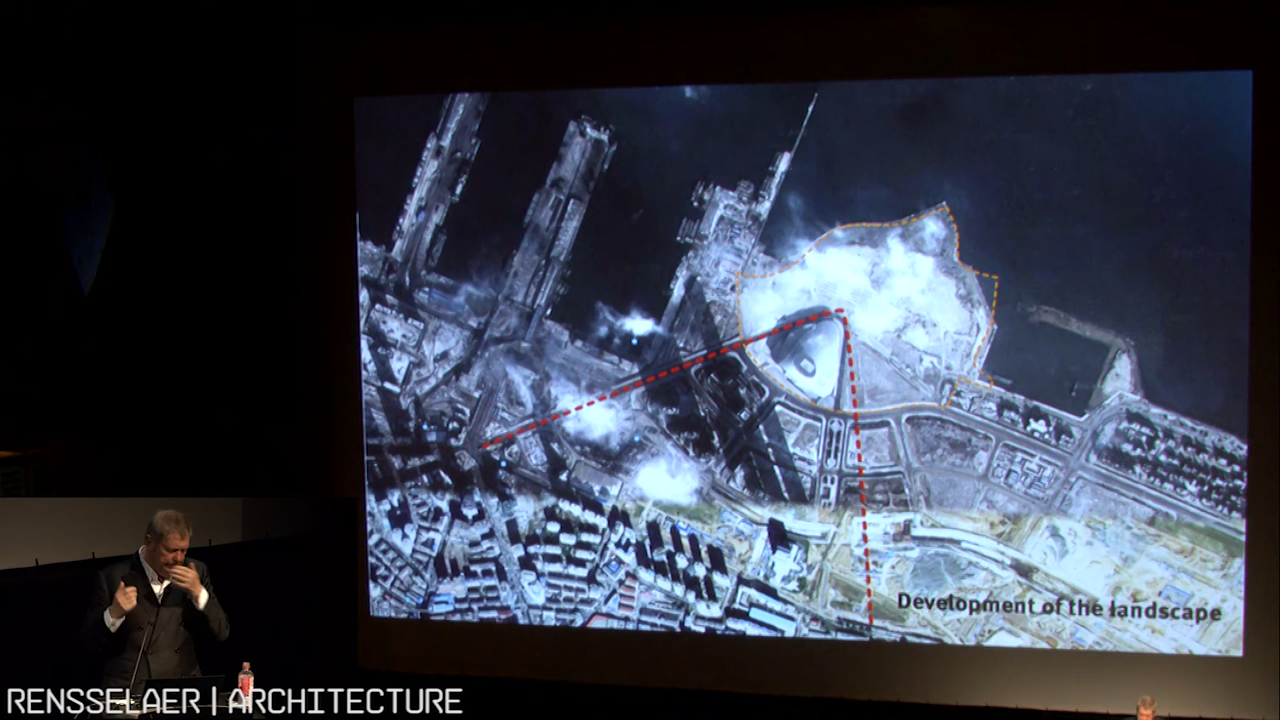 Development of the landscape
RENSSELAER | ARCHITECTURE